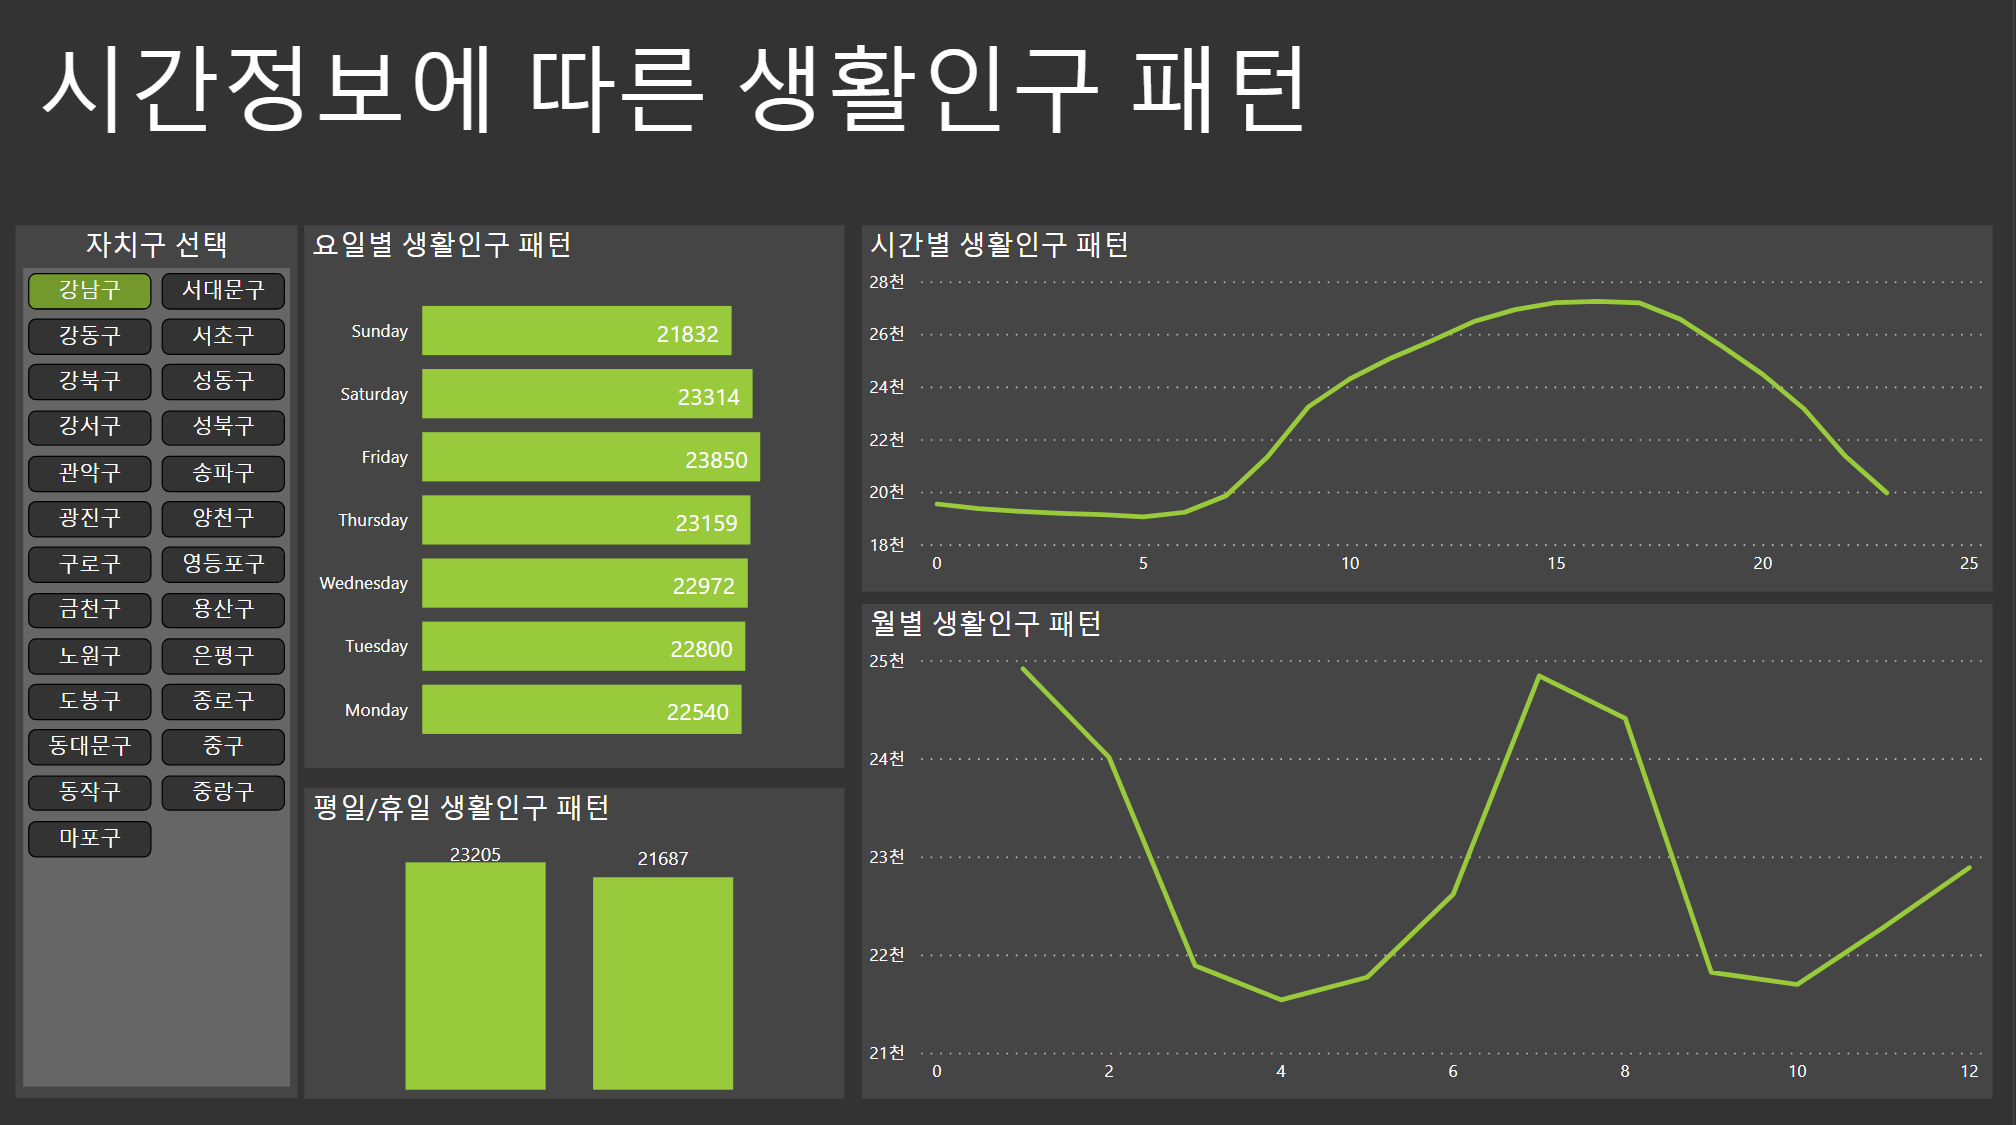 시간정보에 따른 생활인구 패턴
자치구 선택
강남구 서대문구
강동구 서초구
강북구 성동구
강서구 성북구
관악구 송파구
광진구 양천구
구로구 영등포구
금천구 용산구
노원구 은평구
도봉구 종로구
동대문구 중구
동작구 중랑구
마포구
요일별 생활인구 패턴
Sunday 21832
Saturday 23314
Friday 23850
Thursday 23159
Wednesday 22972
Tuesday 22800
Monday 22540
평일/휴일 생활인구 패턴
23205 21687
시간별 생활인구 패턴
28천
26천
24천
22천
20천
18천
0 5 10 15 20 25
월별 생활인구 패턴
25천
24천
23천
22천
21천
0 2 4 6 8 10 12